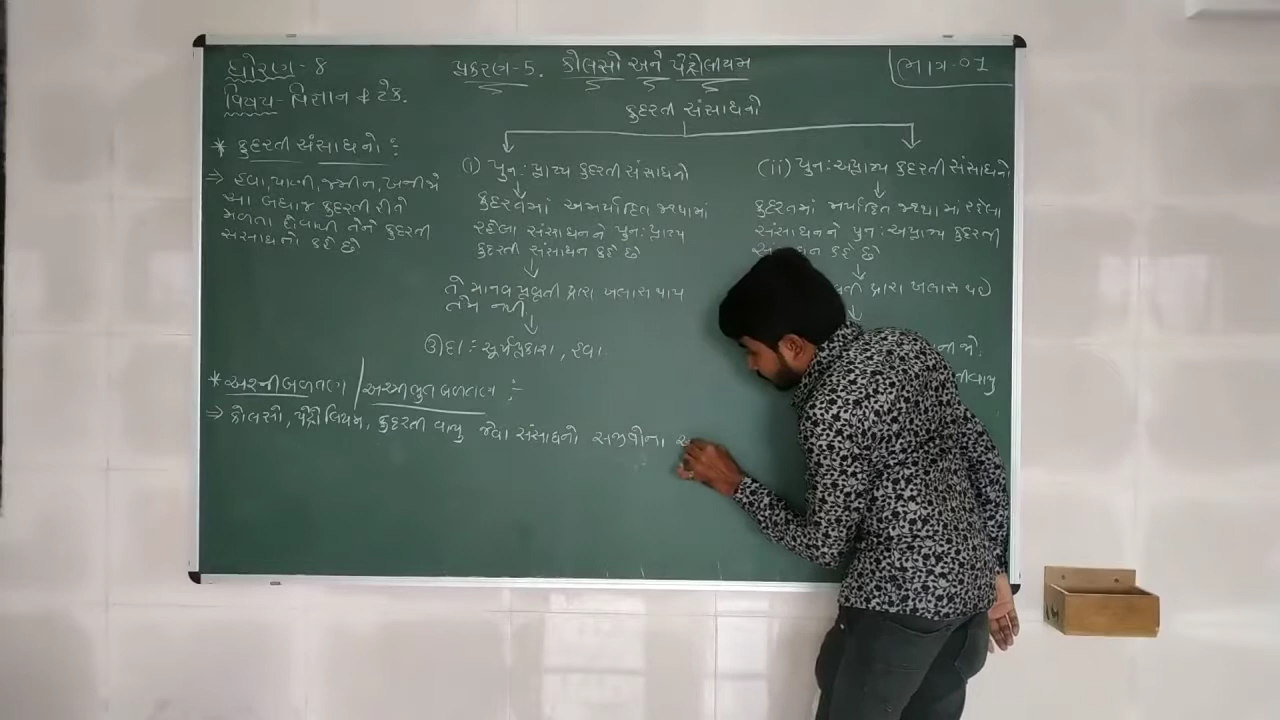 ધોરણ-8
પ્રકરણ-5. કોલસો અને પેટ્રોલીયમ
ભાગ-01
વિષય- વિજ્ઞાન & ટેક.
કુદરતી સંસાધનો
* કુદરતી સંસાધનો :-
⇒ હવા, પાણી, જમીન, ખનીજો
આ બધાજ કુદરતી રીતે
મળતા હોવાથી તેને કુદરતી
સંસાધનો કહે છે
(i) પુન: પ્રાપ્ય કુદરતી સંસાધનો
કુદરતમાં અમર્યાદિત જથ્થામાં
રહેલા સંસાધનને પુન: પ્રાપ્ય
કુદરતી સંસાધન કહે છે
તે માનવ પ્રવૃતી દ્વારા ખલાસ થાય
તેમ નથી
ઉદા :- સૂર્યપ્રકાશ, હવા.
(ii) પુન: અપ્રાપ્ય કુદરતી સંસાધનો
કુદરતમાં મર્યાદિત જથ્થામાં રહેલા
સંસાધનને પુન: અપ્રાપ્ય કુદરતી
કહે છે
દ્વારા ખલાસ થાય
* અશ્મીબળતણ / અશ્મીભુત બળતણ :-
⇒ કોલસો, પેટ્રોલિયમ, કુદરતી વાયુ જેવા સંસાધનો સજીવોના